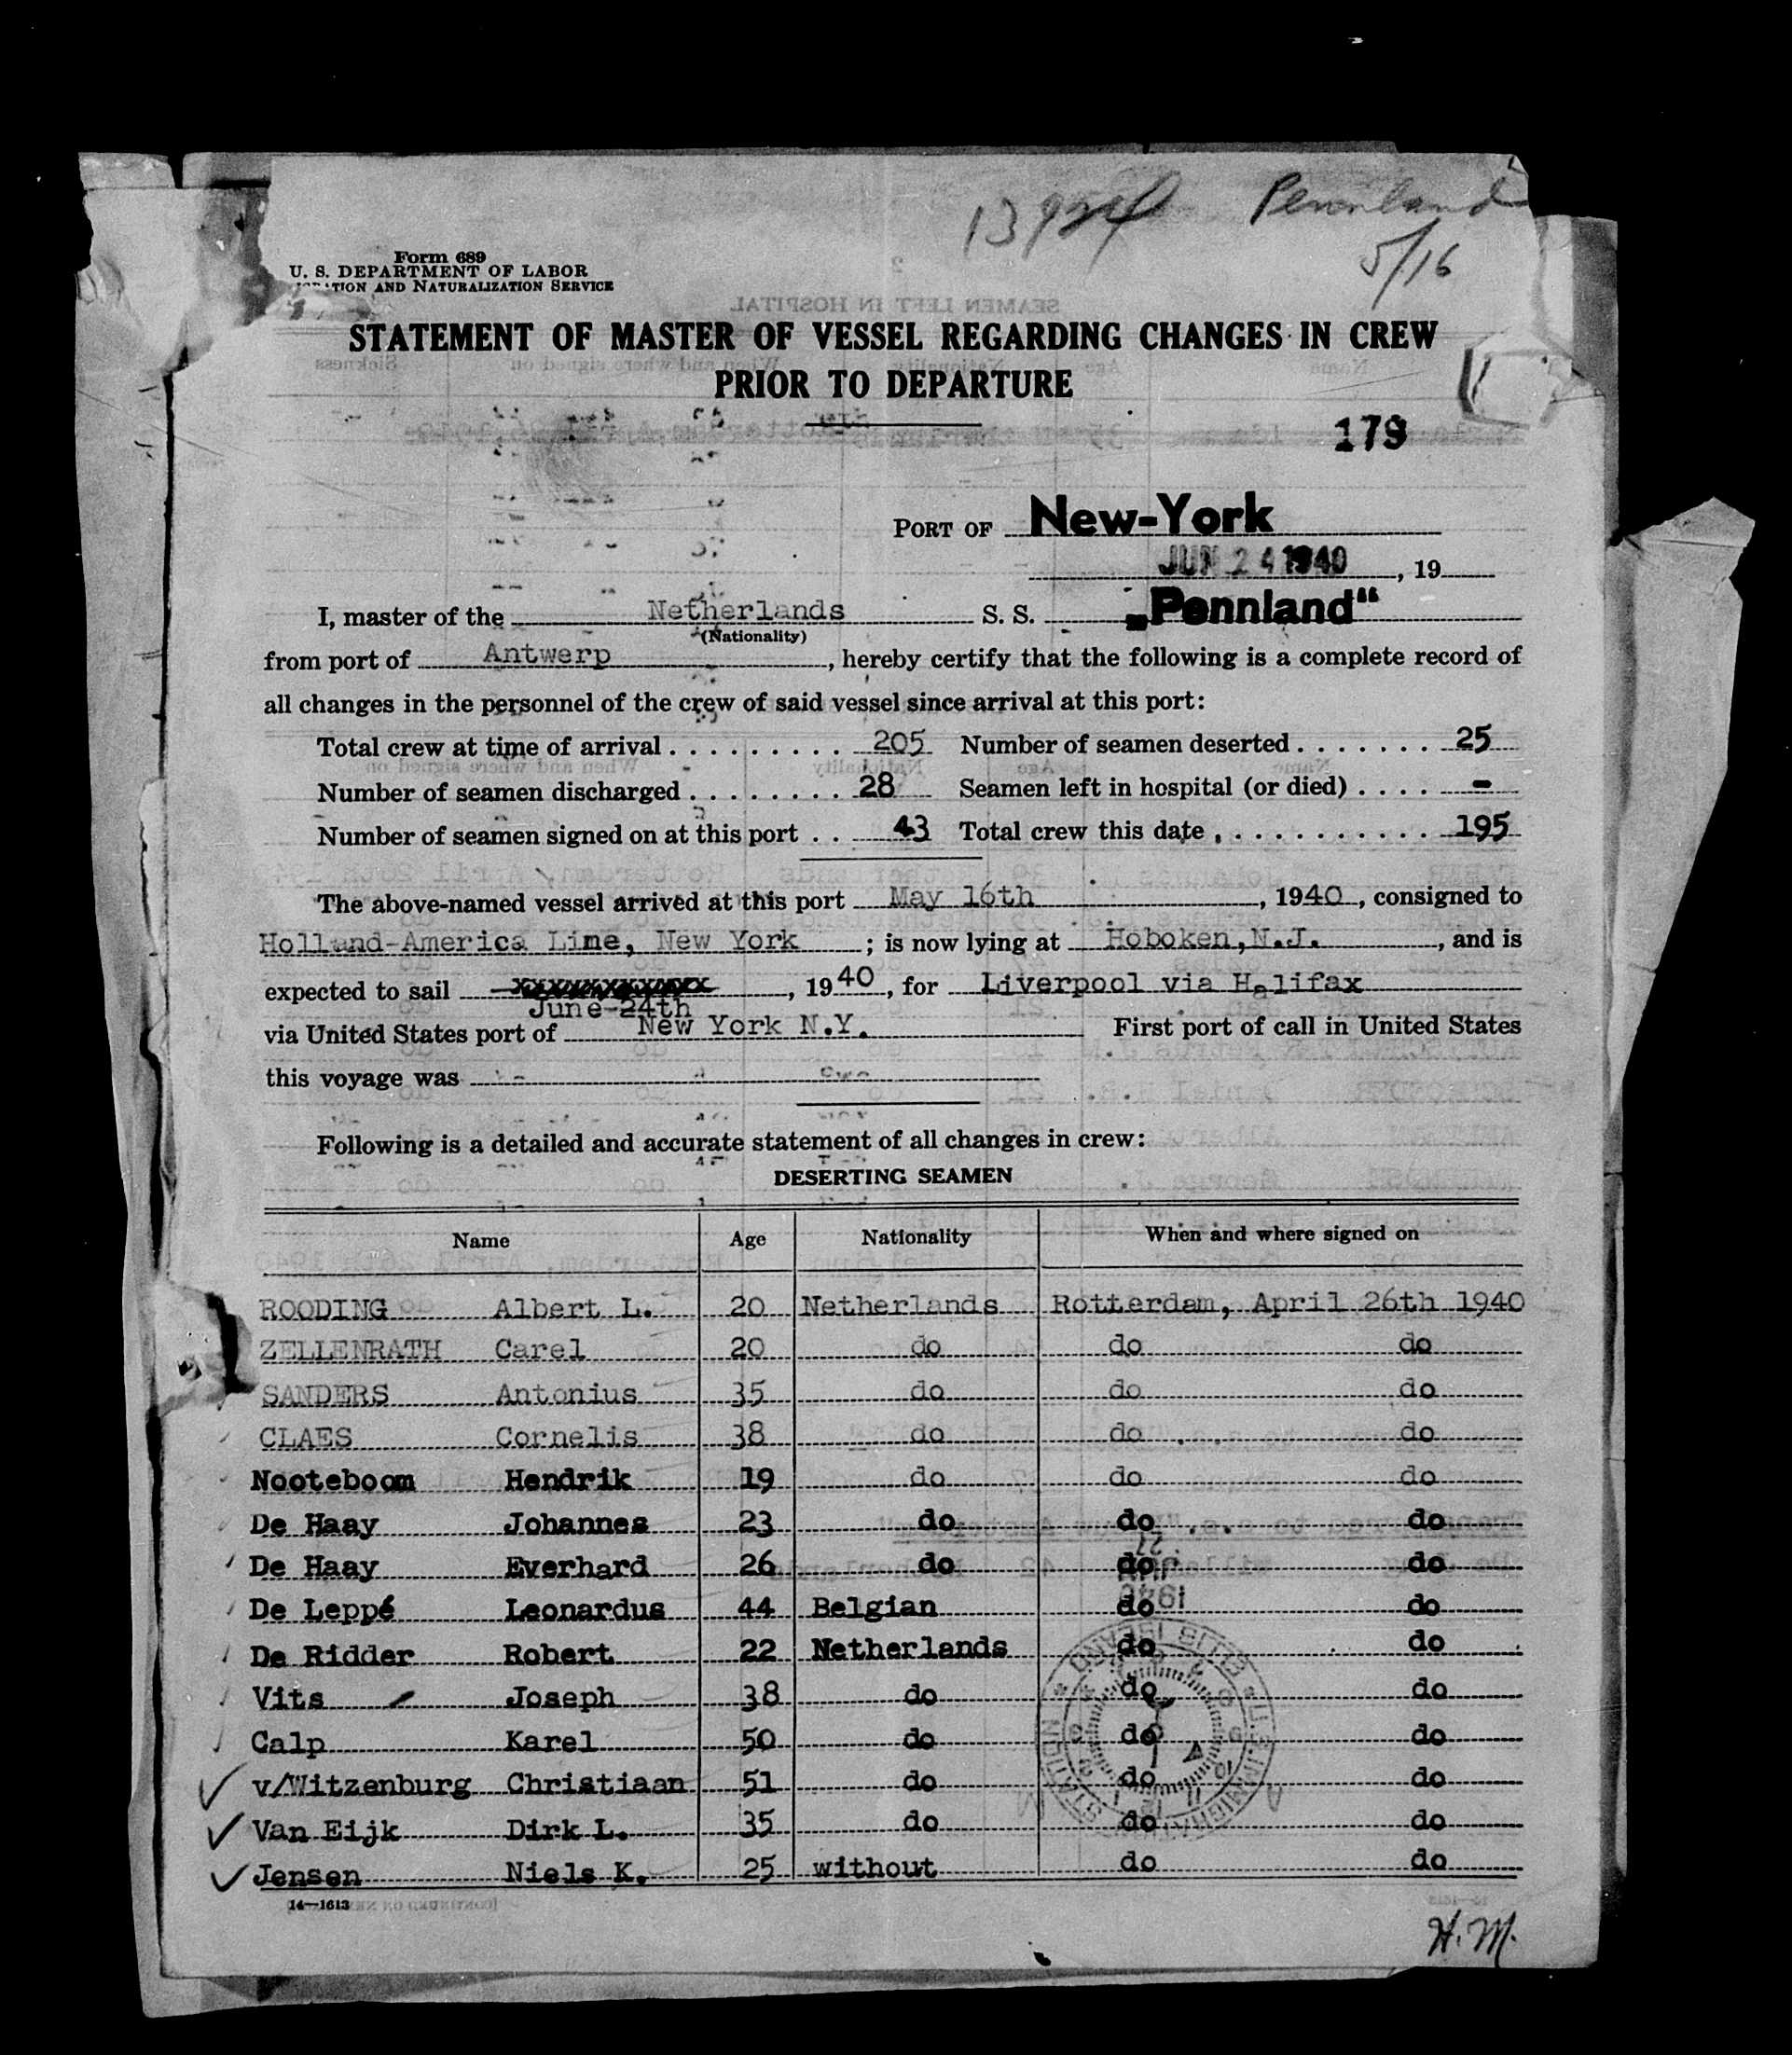 Pennland
5/16
Form 689
U. S. DEPARTMENT OF LABOR
AND NATURALIZATION SERVICE
STATEMENT OF MASTER OF VESSEL REGARDING CHANGES IN CREW
PRIOR TO DEPARTURE
179
PORT OF New-York
JUN 24 1940, 19
I, master of the Netherlands S. S. „Pennland“
(Nationality)
from port of Antwerp, hereby certify that the following is a complete record of
all changes in the personnel of the crew of said vessel since arrival at this port:
Total crew at time of arrival . . . . . . . . . 205 Number of seamen deserted . . . . . . . 25
Number of seamen discharged . . . . . . . . 28 Seamen left in hospital (or died) . . . . -
Number of seamen signed on at this port . . 43 Total crew this date . . . . . . . . . . . 195
The above-named vessel arrived at this port May 16th, 1940, consigned to
Holland-America Line, New York; is now lying at Hoboken,N.J., and is
expected to sail xxxxxxxxxxxx, 1940, for Liverpool via Halifax
June-24th
via United States port of New York N.Y. First port of call in United States
this voyage was
Following is a detailed and accurate statement of all changes in crew:
DESERTING SEAMEN
Name Age Nationality When and where signed on
ROODING Albert L. 20 Netherlands Rotterdam, April 26th 1940
ZELLENRATH Carel 20 do do do
SANDERS Antonius 35 do do do
CLAES Cornelis 38 do do do
Nooteboom Hendrik 19 do do do
De Haay Johannes 23 do do do
De Haay Everhard 26 do do do
De Leppé Leonardus 44 Belgian do do
De Ridder Robert 22 Netherlands do do
Vits Joseph 38 do do do
Calp Karel 50 do do do
v/Witzenburg Christiaan 51 do do do
Van Eijk Dirk L. 35 do do do
Jensen Niels K. 25 without do do
14—1613
H.M.